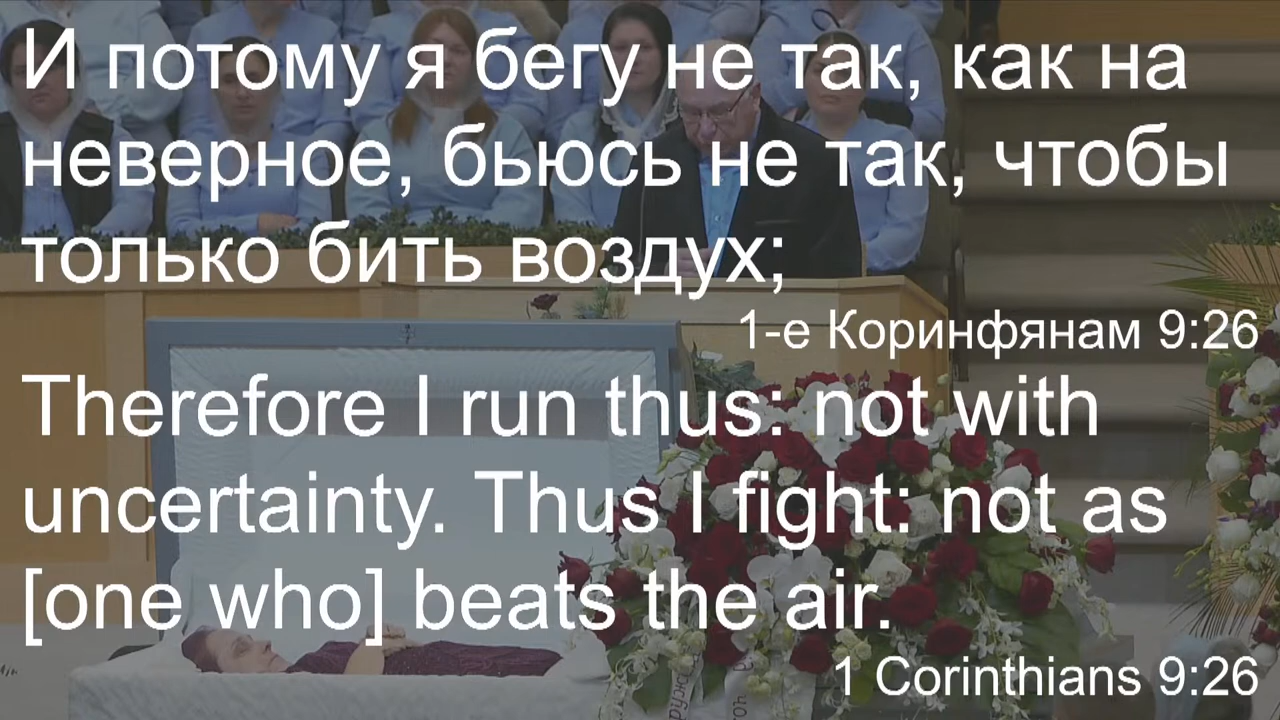 И потому я бегу не так, как на
неверное, бьюсь не так, чтобы
только бить воздух;
1-е Коринфянам 9:26
Therefore I run thus: not with
uncertainty. Thus I fight: not as
[one who] beats the air.
1 Corinthians 9:26